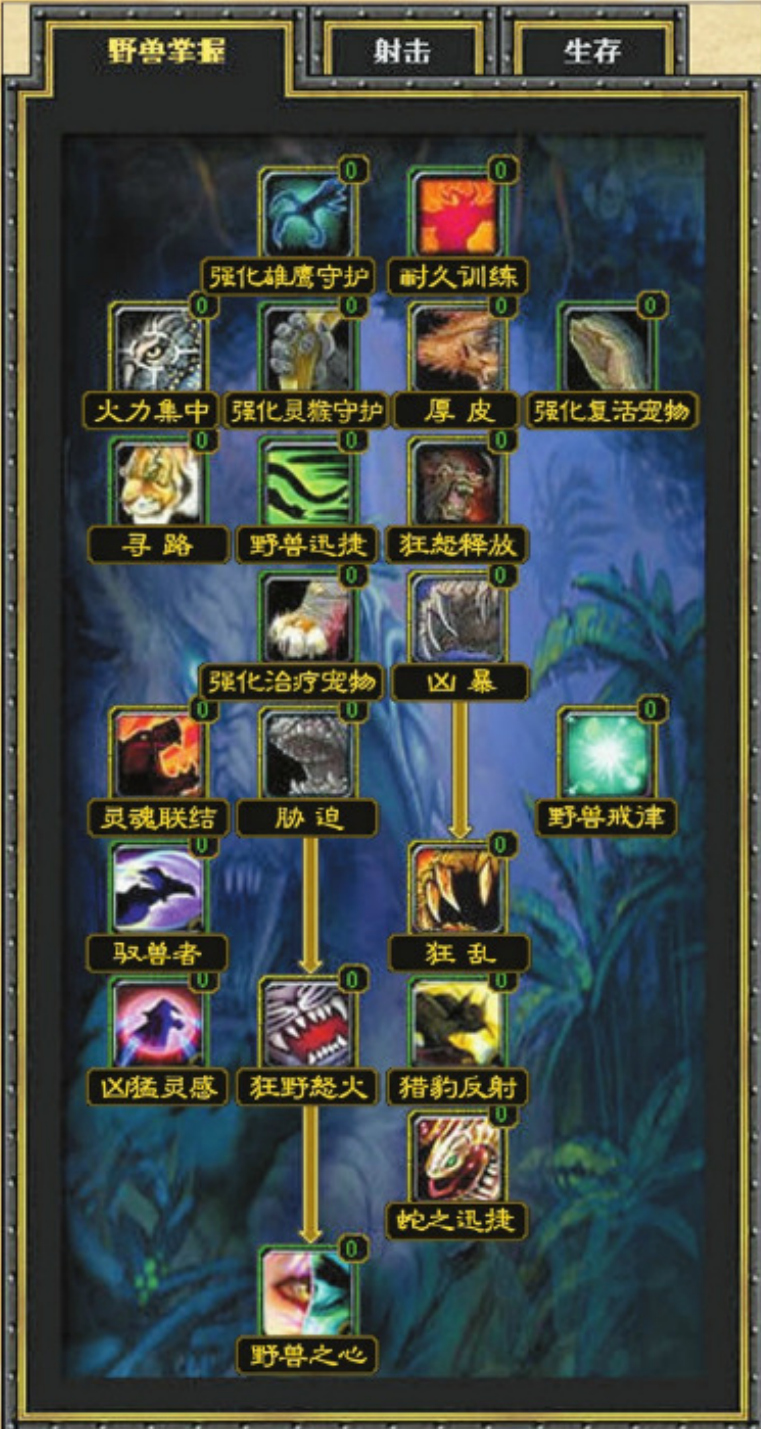 野兽掌握 射击 生存
0 0
强化雄鹰守护 耐久训练
0 0 0 0
火力集中 强化灵猴守护 厚皮 强化复活宠物
0 0 0
寻路 野兽迅捷 狂怒释放
0 0
强化治疗宠物 凶暴
0 0 0
灵魂联结 胁迫 野兽戒律
0 0
驭兽者 狂乱
0 0 0
凶猛灵感 狂野怒火 猎豹反射
0
蛇之迅捷
0
野兽之心